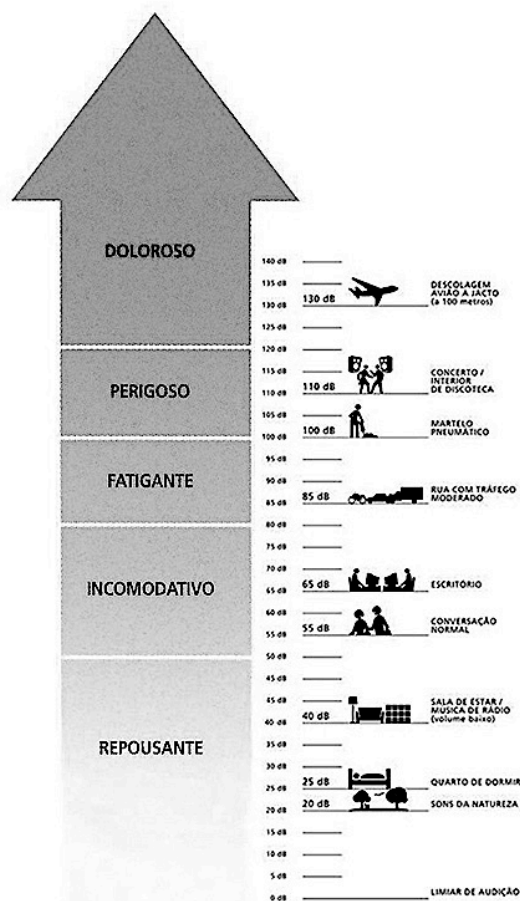 DOLOROSO
PERIGOSO
FATIGANTE
INCOMODATIVO
REPOUSANTE
140 dB
135 dB
130 dB
125 dB
120 dB
115 dB
110 dB
105 dB
100 dB
95 dB
90 dB
85 dB
80 dB
75 dB
70 dB
65 dB
60 dB
55 dB
50 dB
45 dB
40 dB
35 dB
30 dB
25 dB
20 dB
15 dB
10 dB
5 dB
0 dB
130 dB
DESCOLAGEM
AVIÃO A JACTO
(a 100 metros)
110 dB
CONCERTO /
INTERIOR
DE DISCOTECA
100 dB
MARTELO
PNEUMÁTICO
85 dB
RUA COM TRÁFEGO
MODERADO
65 dB
ESCRITÓRIO
55 dB
CONVERSAÇÃO
NORMAL
40 dB
SALA DE ESTAR /
MUSICA DE RÁDIO
(volume baixo)
25 dB
QUARTO DE DORMIR
20 dB
SONS DA NATUREZA
LIMIAR DE AUDIÇÃO